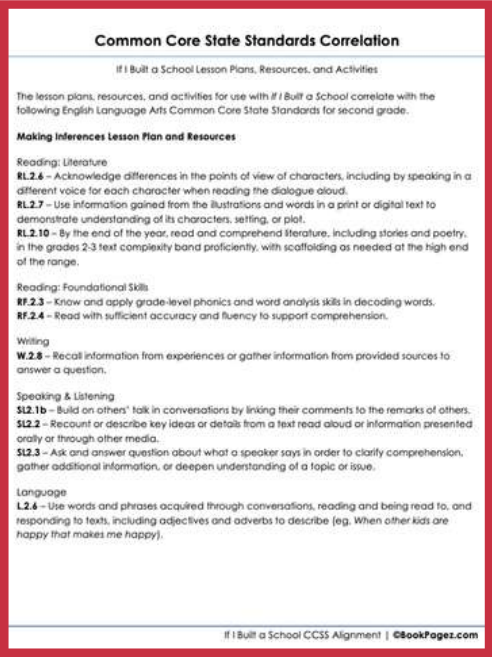 Common Core State Standards Correlation
If I Built a School Lesson Plans, Resources, and Activities
The lesson plans, resources, and activities for use with If I Built a School correlate with the
following English Language Arts Common Core State Standards for second grade.
Making Inferences Lesson Plan and Resources
Reading: Literature
RL.2.6 – Acknowledge differences in the points of view of characters, including by speaking in a
different voice for each character when reading the dialogue aloud.
RL.2.7 – Use information gained from the illustrations and words in a print or digital text to
demonstrate understanding of its characters, setting, or plot.
RL.2.10 – By the end of the year, read and comprehend literature, including stories and poetry,
in the grades 2-3 text complexity band proficiently, with scaffolding as needed at the high end
of the range.
Reading: Foundational Skills
RF.2.3 – Know and apply grade-level phonics and word analysis skills in decoding words.
RF.2.4 – Read with sufficient accuracy and fluency to support comprehension.
Writing
W.2.8 – Recall information from experiences or gather information from provided sources to
answer a question.
Speaking & Listening
SL2.1b – Build on others' talk in conversations by linking their comments to the remarks of others.
SL2.2 – Recount or describe key ideas or details from a text read aloud or information presented
orally or through other media.
SL2.3 – Ask and answer question about what a speaker says in order to clarify comprehension,
gather additional information, or deepen understanding of a topic or issue.
Language
L.2.6 – Use words and phrases acquired through conversations, reading and being read to, and
responding to texts, including adjectives and adverbs to describe (eg, When other kids are
happy that makes me happy).
If I Built a School CCSS Alignment | ©BookPagez.com